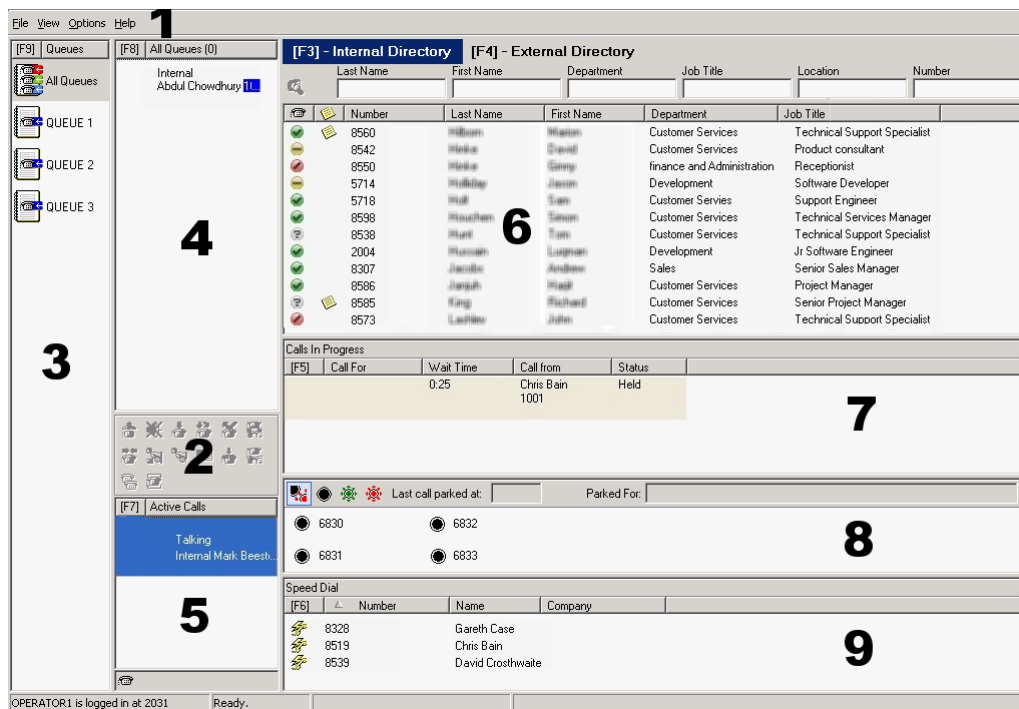 File View Options Help 1
[F9] Queues
All Queues
QUEUE 1
QUEUE 2
QUEUE 3
3
[F8] All Queues (0)
Internal
Abdul Chowdhury
4
2
[F7] Active Calls
Talking
Internal Mark Beest...
5
[F3] - Internal Directory [F4] - External Directory
Last Name First Name Department Job Title Location Number
Number Last Name First Name Department Job Title
8560 Customer Services Technical Support Specialist
8542 Customer Services Product consultant
8550 finance and Administration Receptionist
5714 Development Software Developer
5718 Customer Servies Support Engineer
8598 Customer Services Technical Services Manager
8538 Customer Services Technical Support Specialist
2004 Development Jr Software Engineer
8307 Sales Senior Sales Manager
8586 Customer Services Project Manager
8585 King Richard Customer Services Senior Project Manager
8573 Customer Services Technical Support Specialist
6
Calls In Progress
[F5] Call For Wait Time Call from Status
0:25 Chris Bain Held
1001
7
Last call parked at: Parked For:
6830 6832
6831 6833
8
Speed Dial
[F6] Number Name Company
8328 Gareth Case
8519 Chris Bain
8539 David Crosthwaite
9
OPERATOR1 is logged in at 2031 Ready.